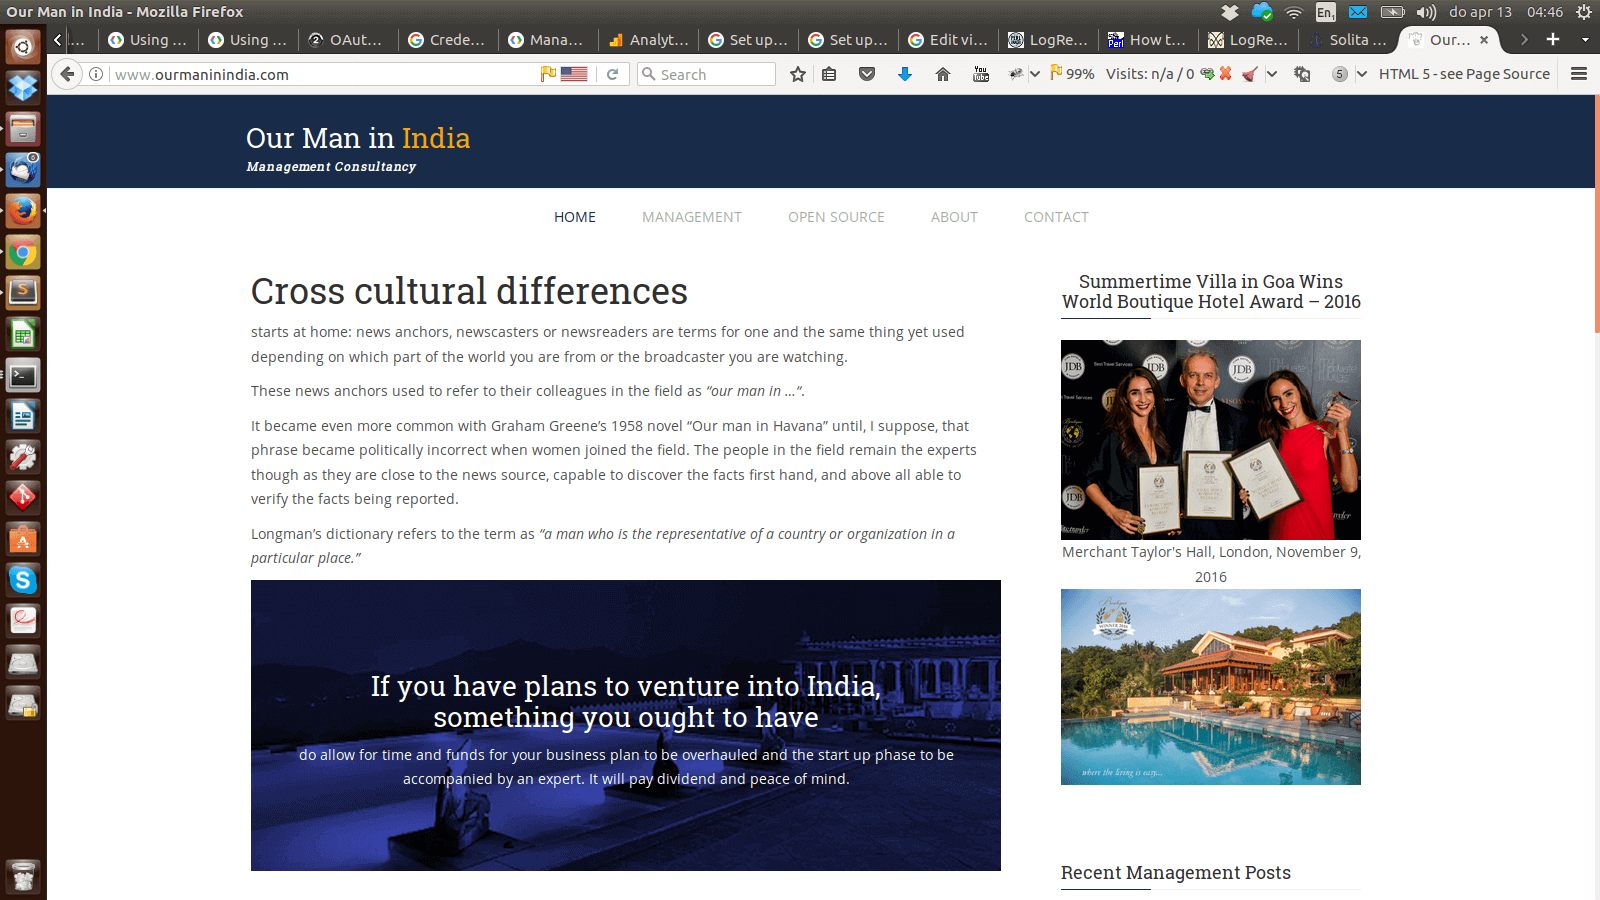 Our Man in India - Mozilla Firefox
En1
do apr 13 04:46
Using ...
Using ...
OAut...
Crede...
Mana...
Analyt...
Set up...
Set up...
Edit vi...
LogRe...
How t...
LogRe...
Solita ...
Our...
www.ourmaninindia.com
Search
You Tube
99%
Visits: n/a / 0
5
HTML 5 - see Page Source
Our Man in India
Management Consultancy
HOME
MANAGEMENT
OPEN SOURCE
ABOUT
CONTACT
Cross cultural differences
starts at home: news anchors, newscasters or newsreaders are terms for one and the same thing yet used
depending on which part of the world you are from or the broadcaster you are watching.
These news anchors used to refer to their colleagues in the field as “our man in ...”.
It became even more common with Graham Greene’s 1958 novel “Our man in Havana” until, I suppose, that
phrase became politically incorrect when women joined the field. The people in the field remain the experts
though as they are close to the news source, capable to discover the facts first hand, and above all able to
verify the facts being reported.
Longman’s dictionary refers to the term as “a man who is the representative of a country or organization in a
particular place.”
If you have plans to venture into India,
something you ought to have
do allow for time and funds for your business plan to be overhauled and the start up phase to be
accompanied by an expert. It will pay dividend and peace of mind.
Summertime Villa in Goa Wins
World Boutique Hotel Award – 2016
JDB
JDB
JDB
JDB
Merchant Taylor's Hall, London, November 9,
2016
where the living is easy...
Recent Management Posts